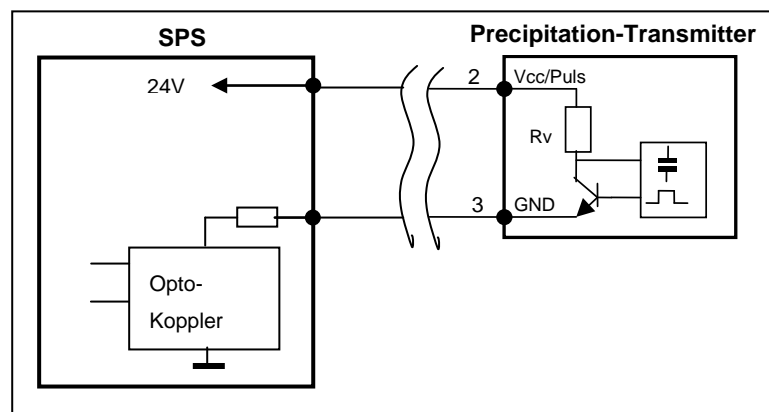 SPS
Precipitation-Transmitter
24V
2
Vcc/Puls
Rv
3
GND
Opto-
Koppler